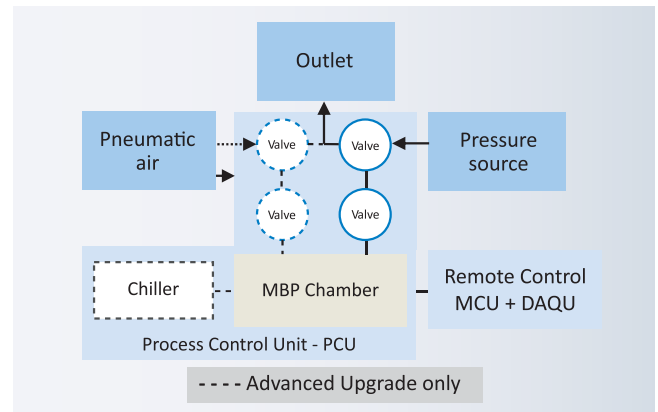 Outlet
Pneumatic
air
Valve
Valve
Pressure
source
Valve
Valve
Chiller
MBP Chamber
Remote Control
MCU + DAQU
Process Control Unit - PCU
Advanced Upgrade only